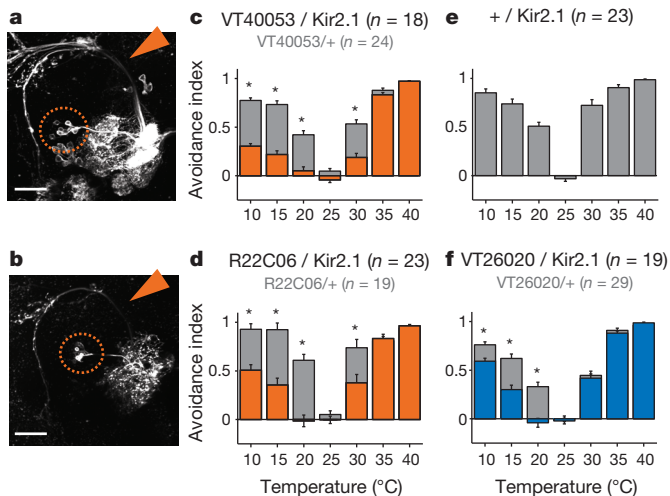 a
c VT40053 / Kir2.1 (n = 18)
VT40053/+ (n = 24)
Avoidance index
1
0.5
0
* * * *
10 15 20 25 30 35 40
e + / Kir2.1 (n = 23)
1
0.5
0
10 15 20 25 30 35 40
b
d R22C06 / Kir2.1 (n = 23)
R22C06/+ (n = 19)
Avoidance index
1
0.5
0
* * * *
10 15 20 25 30 35 40
Temperature (°C)
f VT26020 / Kir2.1 (n = 19)
VT26020/+ (n = 29)
1
0.5
0
* * *
10 15 20 25 30 35 40
Temperature (°C)